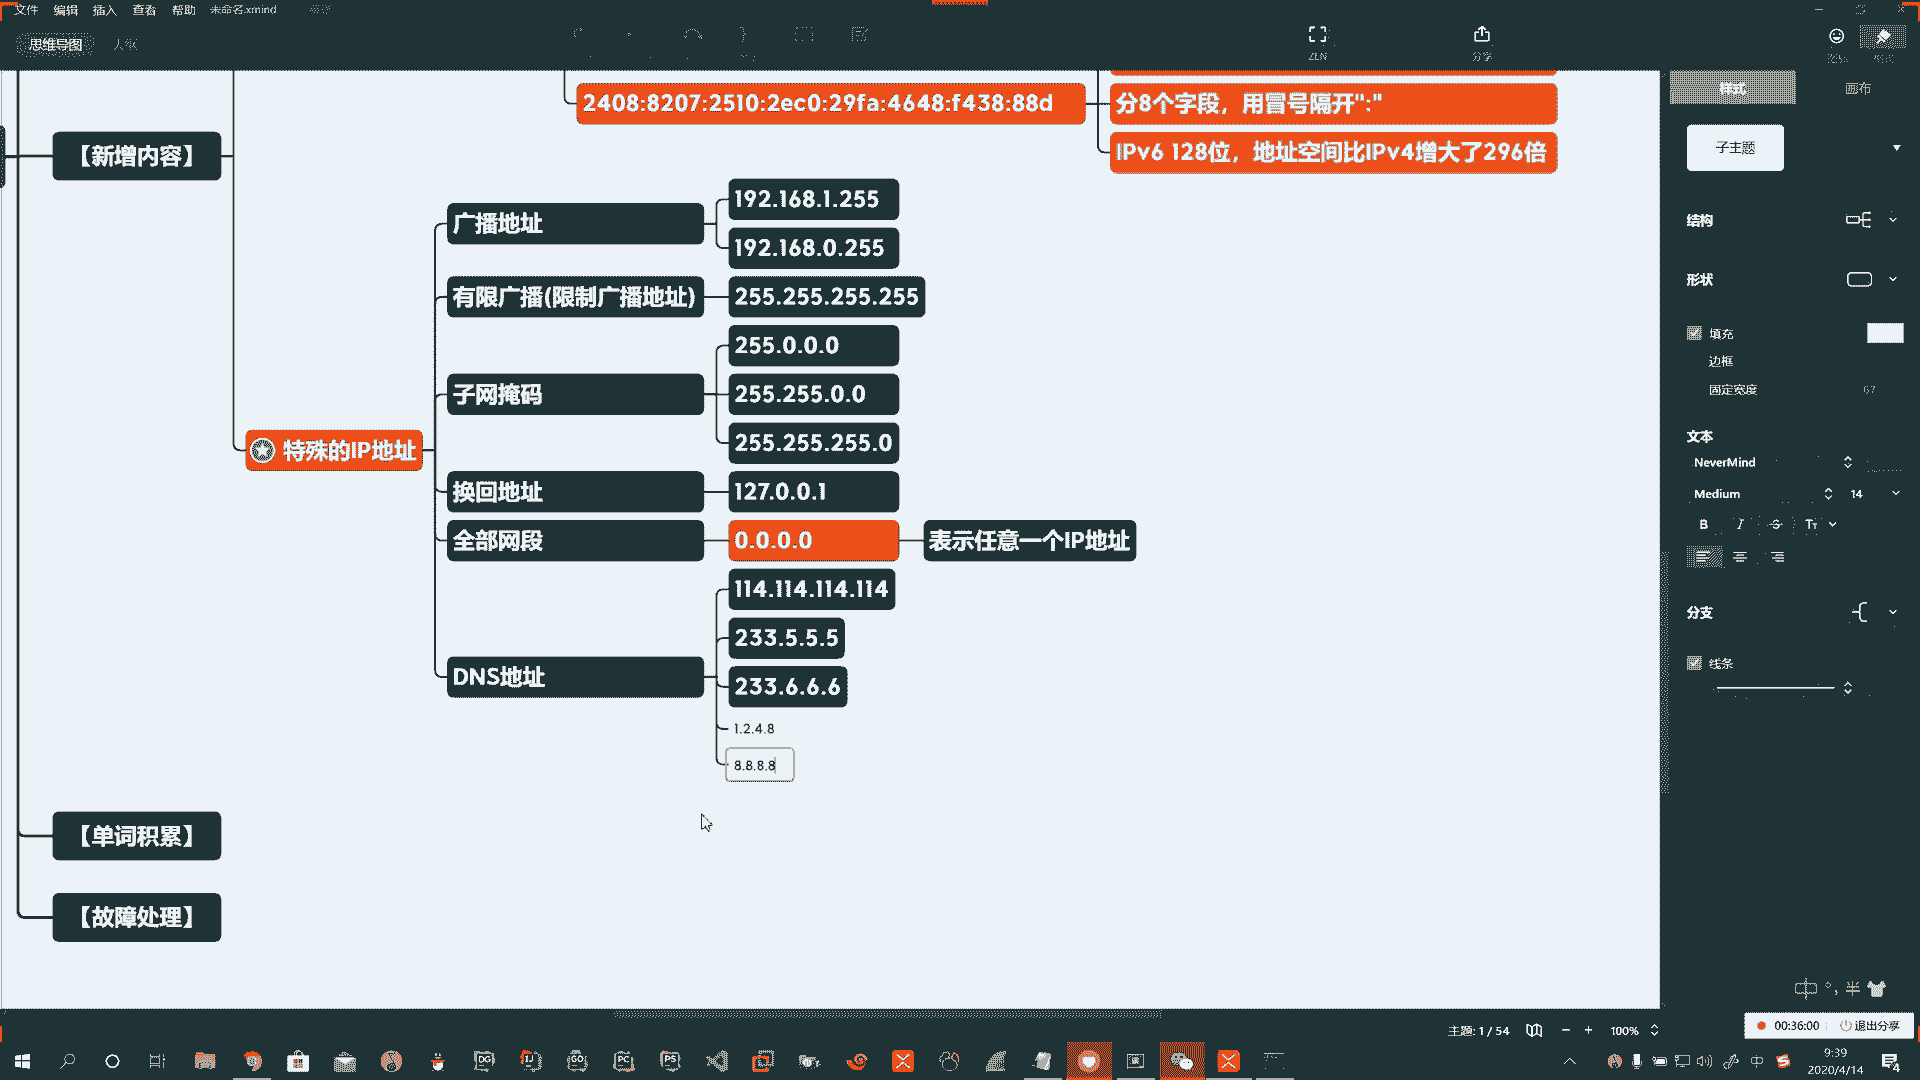 文件 编辑 插入 查看 帮助 未命名.xmind
思维导图
ZEN
分享
样式 画布
2408:8207:2510:2ec0:29fa:4648:f438:88d
分8个字段，用冒号隔开":"
IPv6 128位，地址空间比IPv4增大了296倍
【新增内容】
特殊的IP地址
广播地址
192.168.1.255
192.168.0.255
有限广播(限制广播地址)
255.255.255.255
子网掩码
255.0.0.0
255.255.0.0
255.255.255.0
换回地址
127.0.0.1
全部网段
0.0.0.0
表示任意一个IP地址
DNS地址
114.114.114.114
233.5.5.5
233.6.6.6
1.2.4.8
8.8.8.8
【单词积累】
【故障处理】
子主题
结构
形状
填充
边框
固定宽度 67
文本
NeverMind
Medium 14
B I S Tт
分支
线条
中 °, 半
主题: 1 / 54 100%
00:36:00 退出分享
DG IJ GO PC PS
中
9:39
2020/4/14